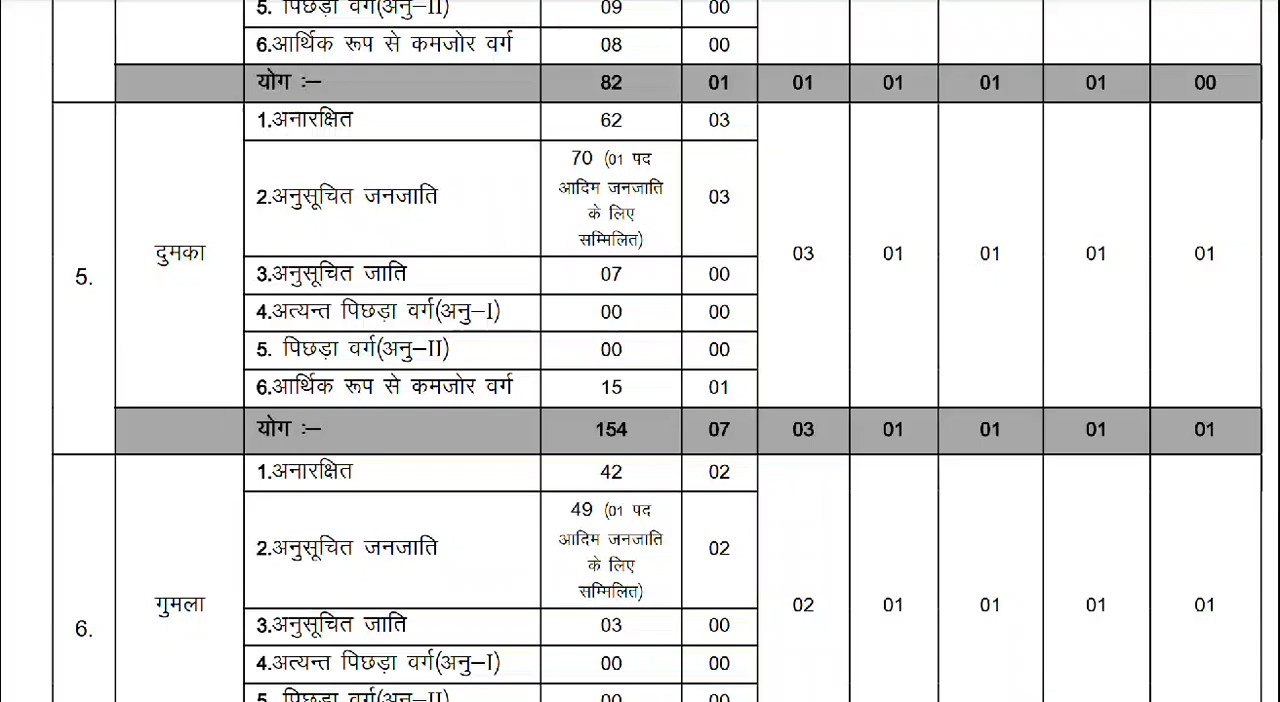 5. पिछड़ा वर्ग(अनु–II) 09 00
6.आर्थिक रूप से कमजोर वर्ग 08 00
योग :– 82 01 01 01 01 01 00
5. दुमका 03 01 01 01 01
1.अनारक्षित 62 03
2.अनुसूचित जनजाति 70 (01 पद
आदिम जनजाति
के लिए
सम्मिलित) 03
3.अनुसूचित जाति 07 00
4.अत्यन्त पिछड़ा वर्ग(अनु–I) 00 00
5. पिछड़ा वर्ग(अनु–II) 00 00
6.आर्थिक रूप से कमजोर वर्ग 15 01
योग :– 154 07 03 01 01 01 01
6. गुमला 02 01 01 01 01
1.अनारक्षित 42 02
2.अनुसूचित जनजाति 49 (01 पद
आदिम जनजाति
के लिए
सम्मिलित) 02
3.अनुसूचित जाति 03 00
4.अत्यन्त पिछड़ा वर्ग(अनु–I) 00 00
5. पिछड़ा वर्ग(अनु–II) 00 00